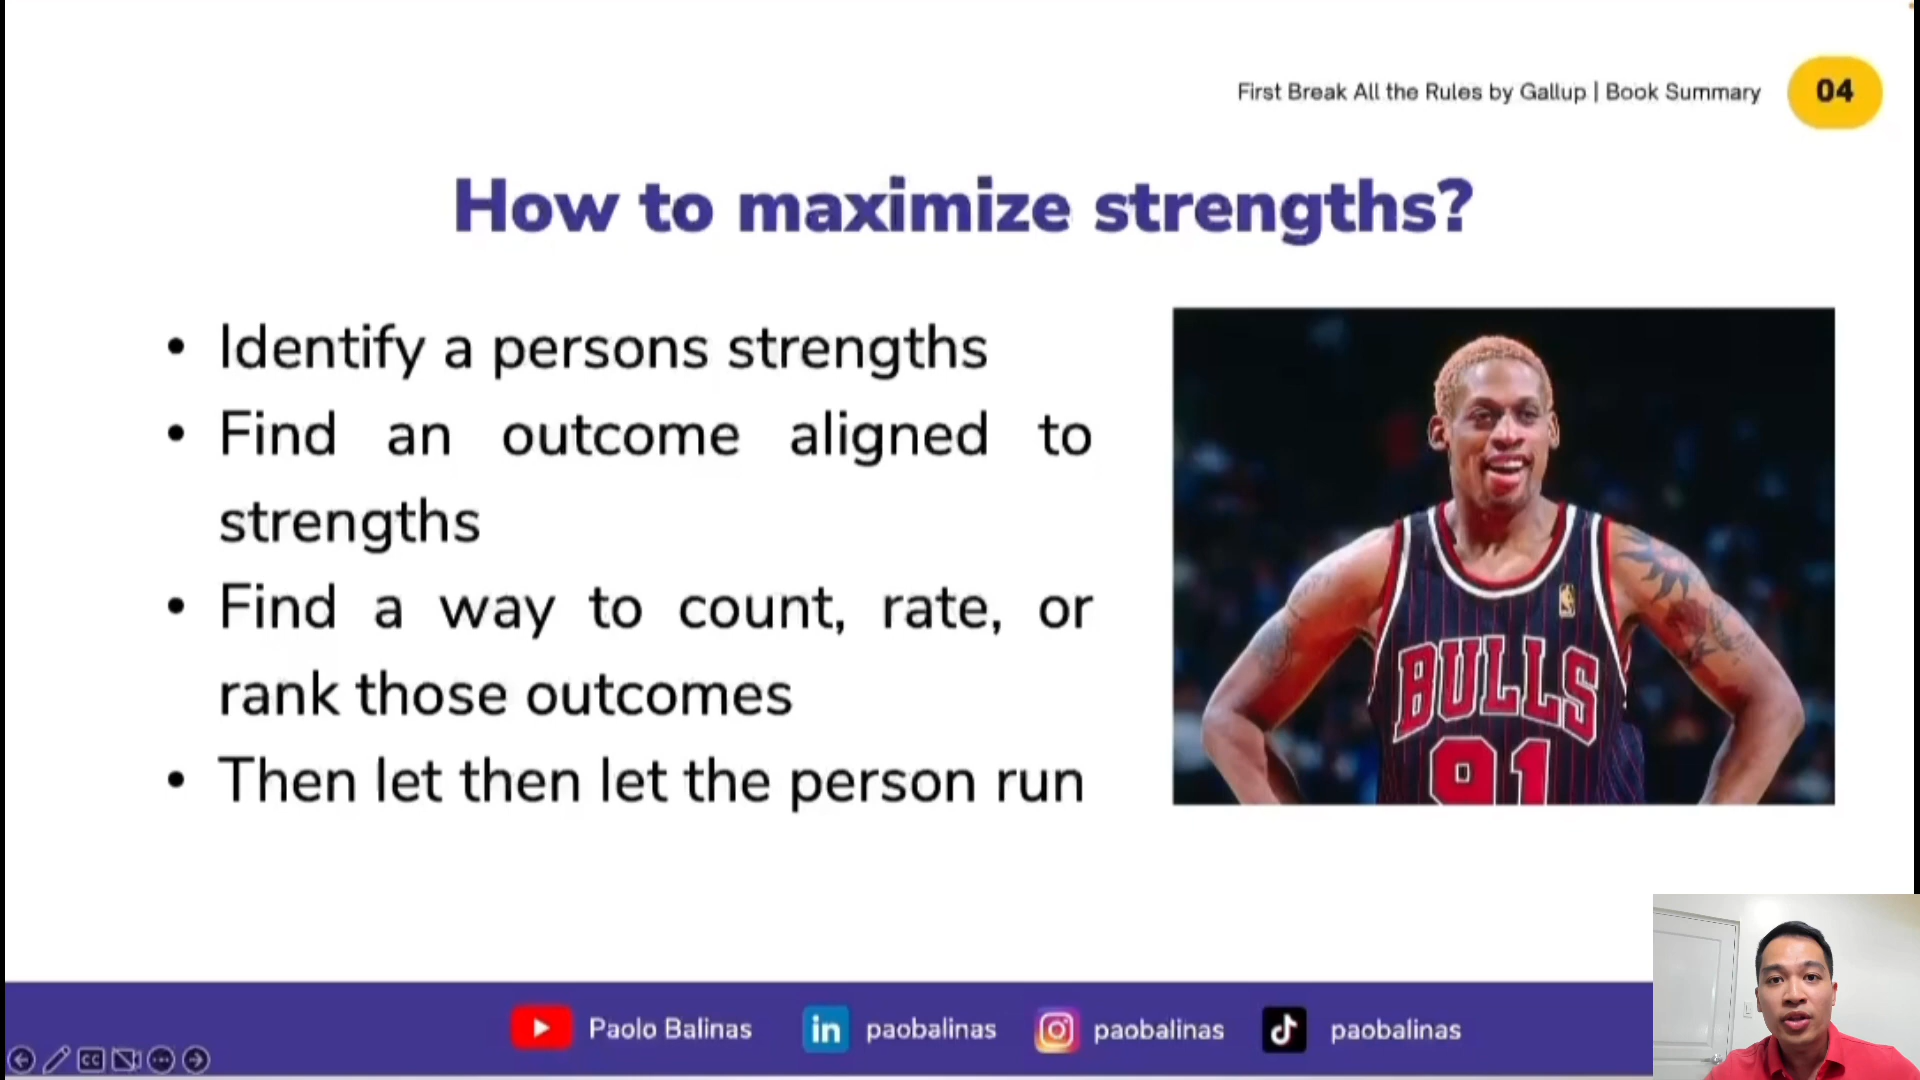 First Break All the Rules by Gallup | Book Summary
04
How to maximize strengths?
• Identify a persons strengths
• Find an outcome aligned to
strengths
• Find a way to count, rate, or
rank those outcomes
• Then let then let the person run
BULLS
91
Paolo Balinas
in
paobalinas
paobalinas
paobalinas
CC